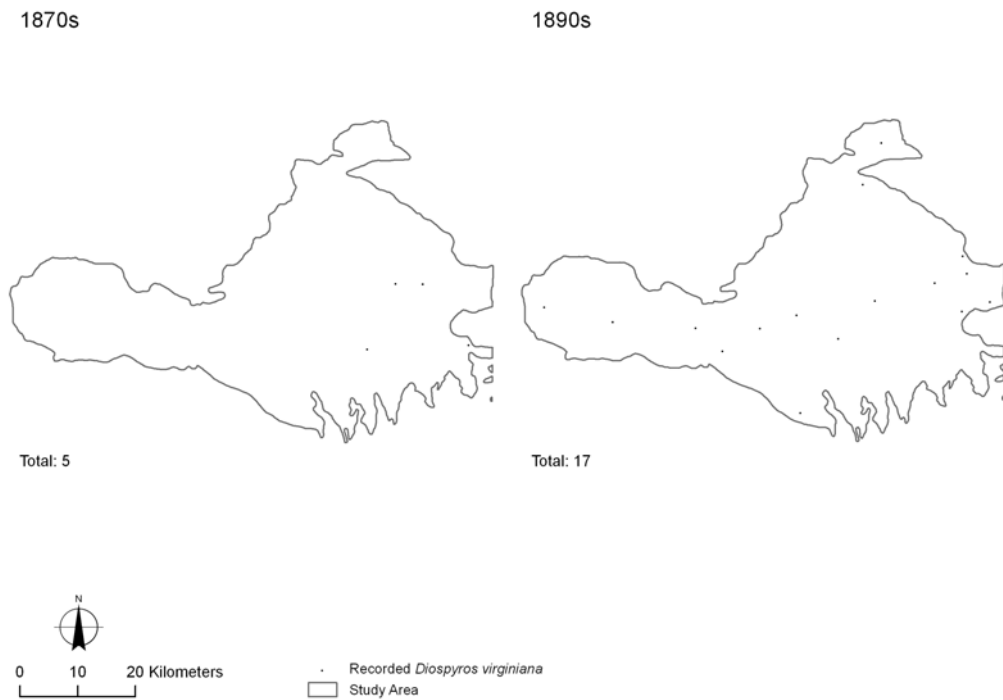 1870s
1890s
Total: 5
Total: 17
N
0 10 20 Kilometers
Recorded Diospyros virginiana
Study Area